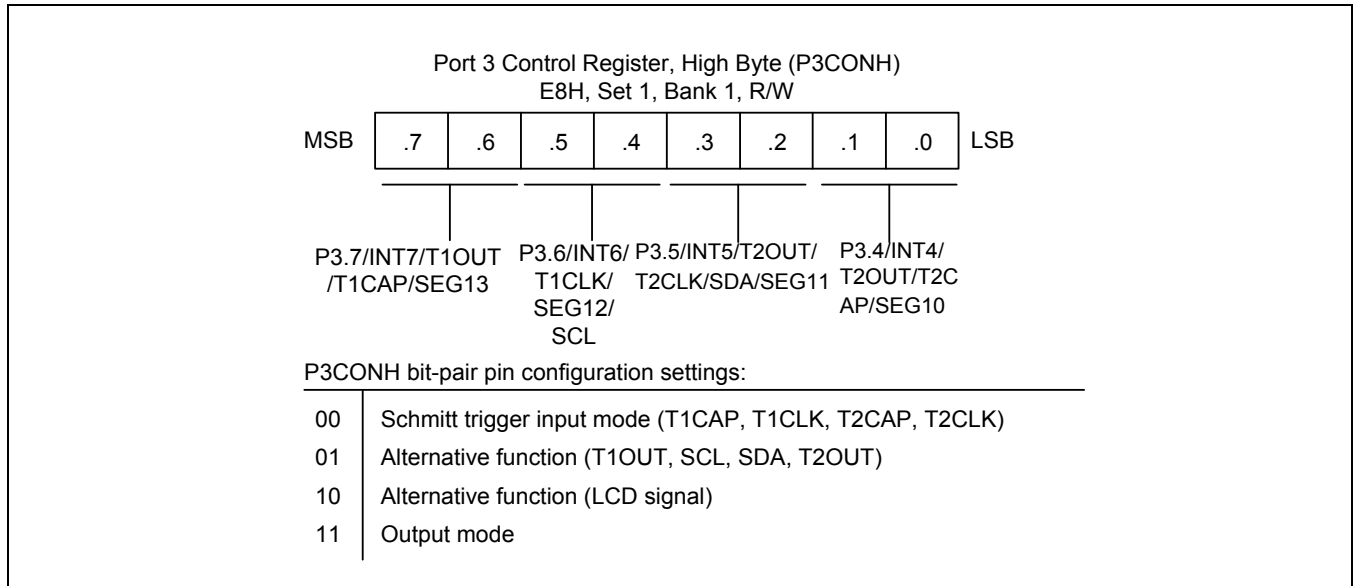 Port 3 Control Register, High Byte (P3CONH)
E8H, Set 1, Bank 1, R/W
MSB .7 .6 .5 .4 .3 .2 .1 .0 LSB
P3.7/INT7/T1OUT
/T1CAP/SEG13
P3.6/INT6/
T1CLK/
SEG12/
SCL
P3.5/INT5/T2OUT/
T2CLK/SDA/SEG11
P3.4/INT4/
T2OUT/T2C
AP/SEG10
P3CONH bit-pair pin configuration settings:
00 Schmitt trigger input mode (T1CAP, T1CLK, T2CAP, T2CLK)
01 Alternative function (T1OUT, SCL, SDA, T2OUT)
10 Alternative function (LCD signal)
11 Output mode